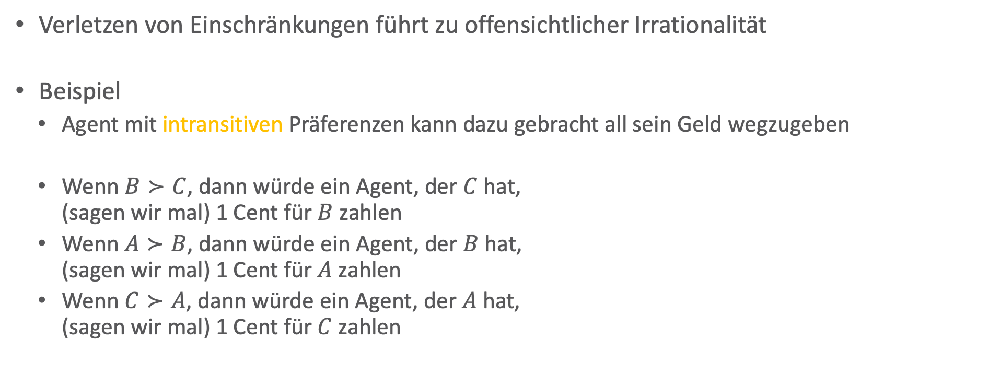 • Verletzen von Einschränkungen führt zu offensichtlicher Irrationalität
• Beispiel
• Agent mit intransitiven Präferenzen kann dazu gebracht all sein Geld wegzugeben
• Wenn B ≻ C, dann würde ein Agent, der C hat,
(sagen wir mal) 1 Cent für B zahlen
• Wenn A ≻ B, dann würde ein Agent, der B hat,
(sagen wir mal) 1 Cent für A zahlen
• Wenn C ≻ A, dann würde ein Agent, der A hat,
(sagen wir mal) 1 Cent für C zahlen